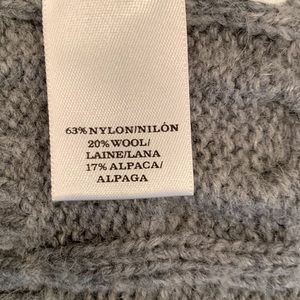 63% NYLON/NILÓN
20% WOOL/
LAINE/LANA
17% ALPACA/
ALPAGA